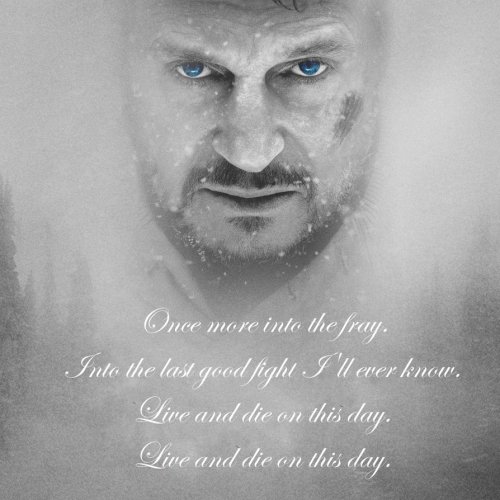 Once more into the fray.
Into the last good fight I'll ever know.
Live and die on this day.
Live and die on this day.